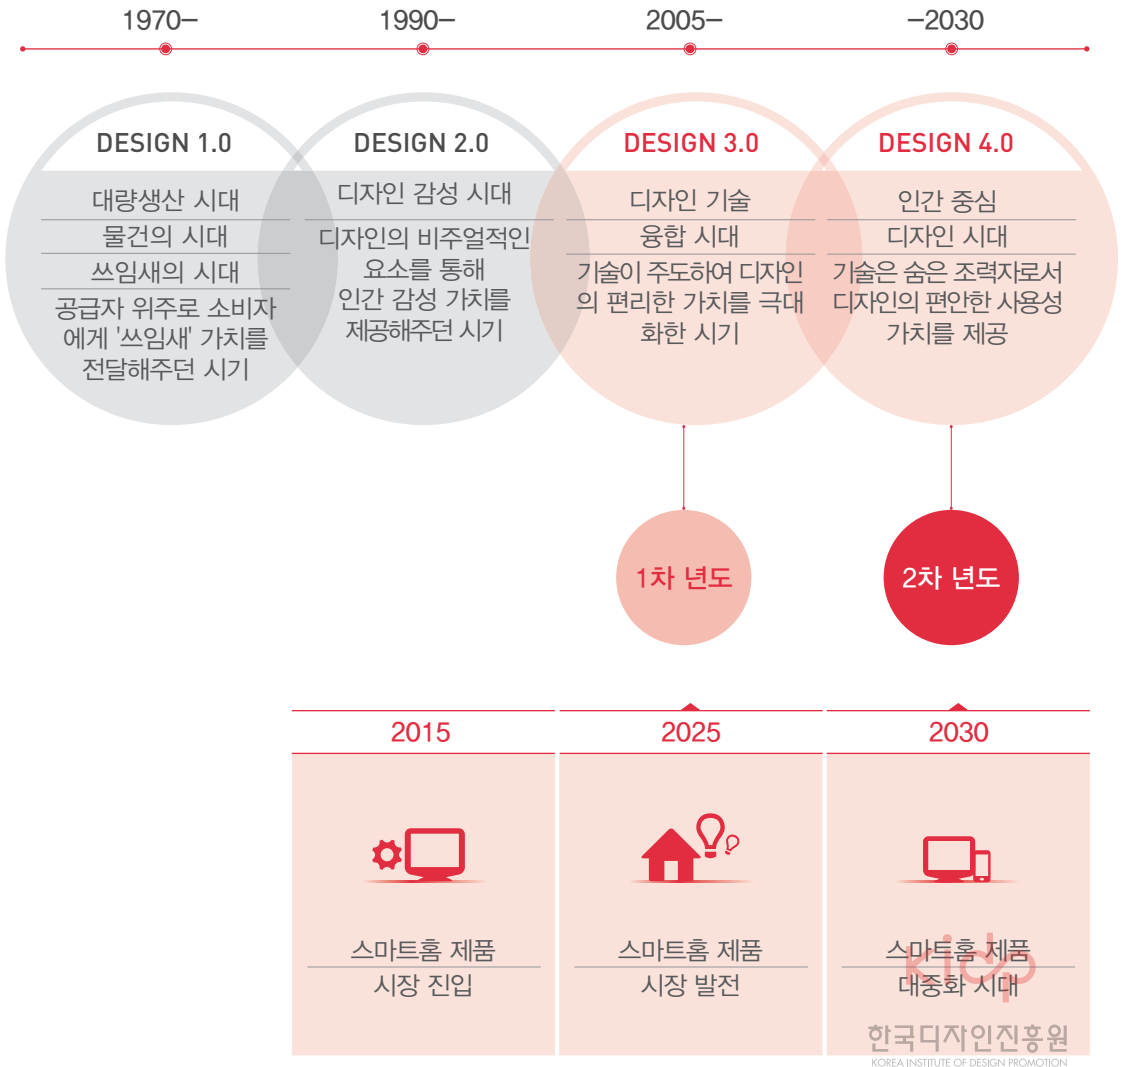 1970–
1990–
2005–
–2030
DESIGN 1.0
대량생산 시대
물건의 시대
쓰임새의 시대
공급자 위주로 소비자
에게 '쓰임새' 가치를
전달해주던 시기
DESIGN 2.0
디자인 감성 시대
디자인의 비주얼적인
요소를 통해
인간 감성 가치를
제공해주던 시기
DESIGN 3.0
디자인 기술
융합 시대
기술이 주도하여 디자인
의 편리한 가치를 극대
화한 시기
DESIGN 4.0
인간 중심
디자인 시대
기술은 숨은 조력자로서
디자인의 편안한 사용성
가치를 제공
1차 년도
2차 년도
2015
스마트홈 제품
시장 진입
2025
스마트홈 제품
시장 발전
2030
스마트홈 제품
대중화 시대
kidp
한국디자인진흥원
KOREA INSTITUTE OF DESIGN PROMOTION